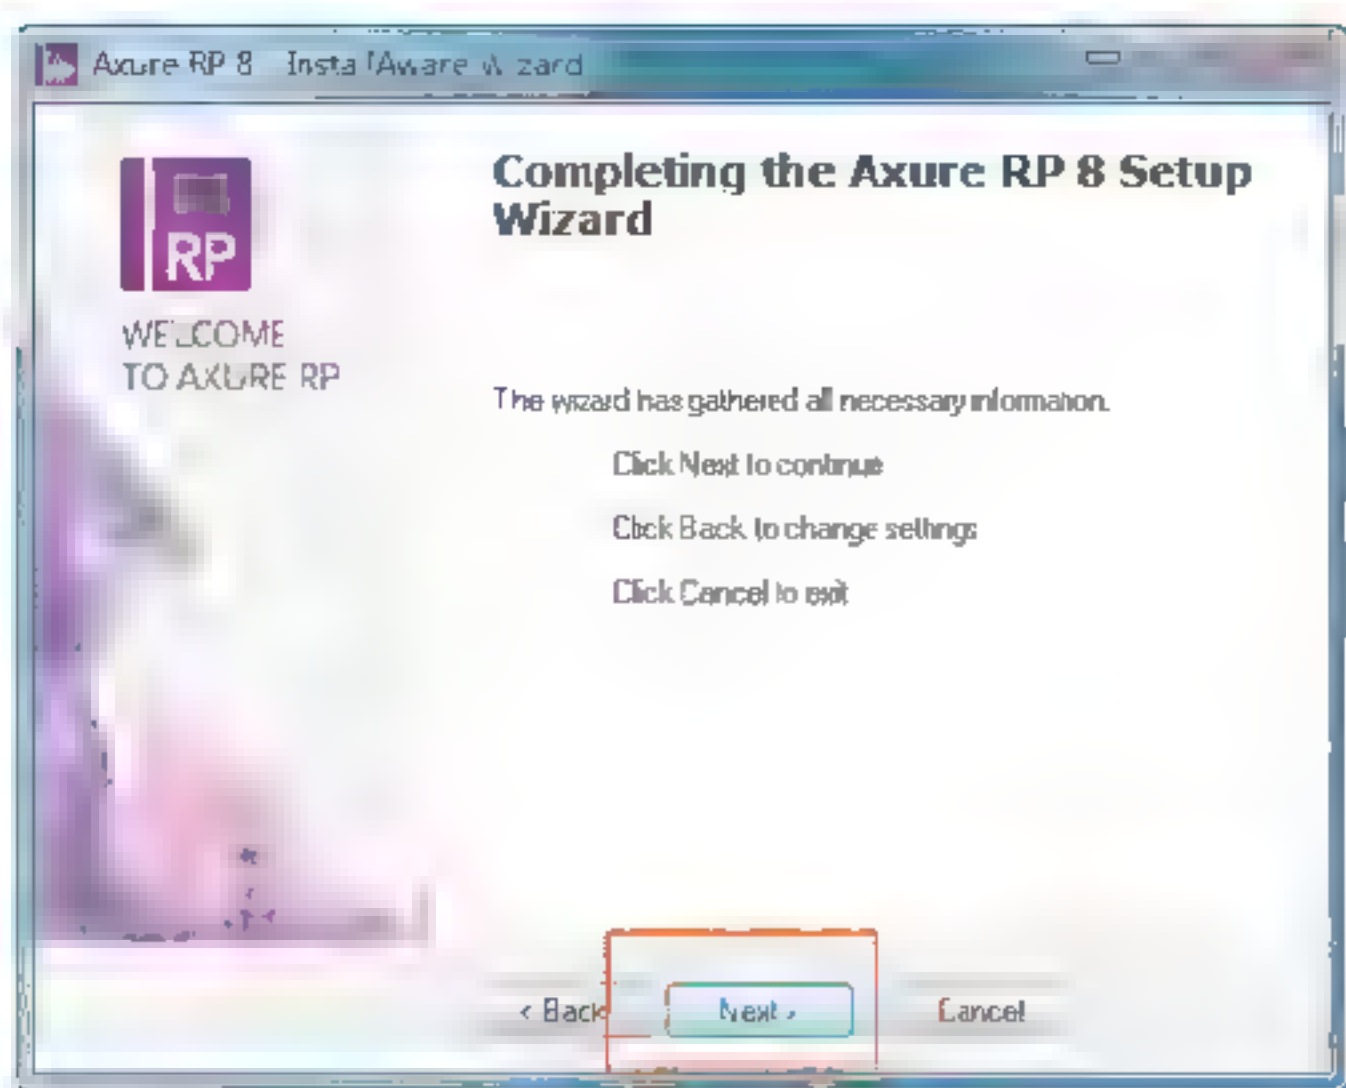 Axure RP 8 - InstallAware Wizard
RP
WELCOME
TO AXURE RP
Completing the Axure RP 8 Setup
Wizard
The wizard has gathered all necessary information.
Click Next to continue
Click Back to change settings
Click Cancel to exit
< Back
Next >
Cancel